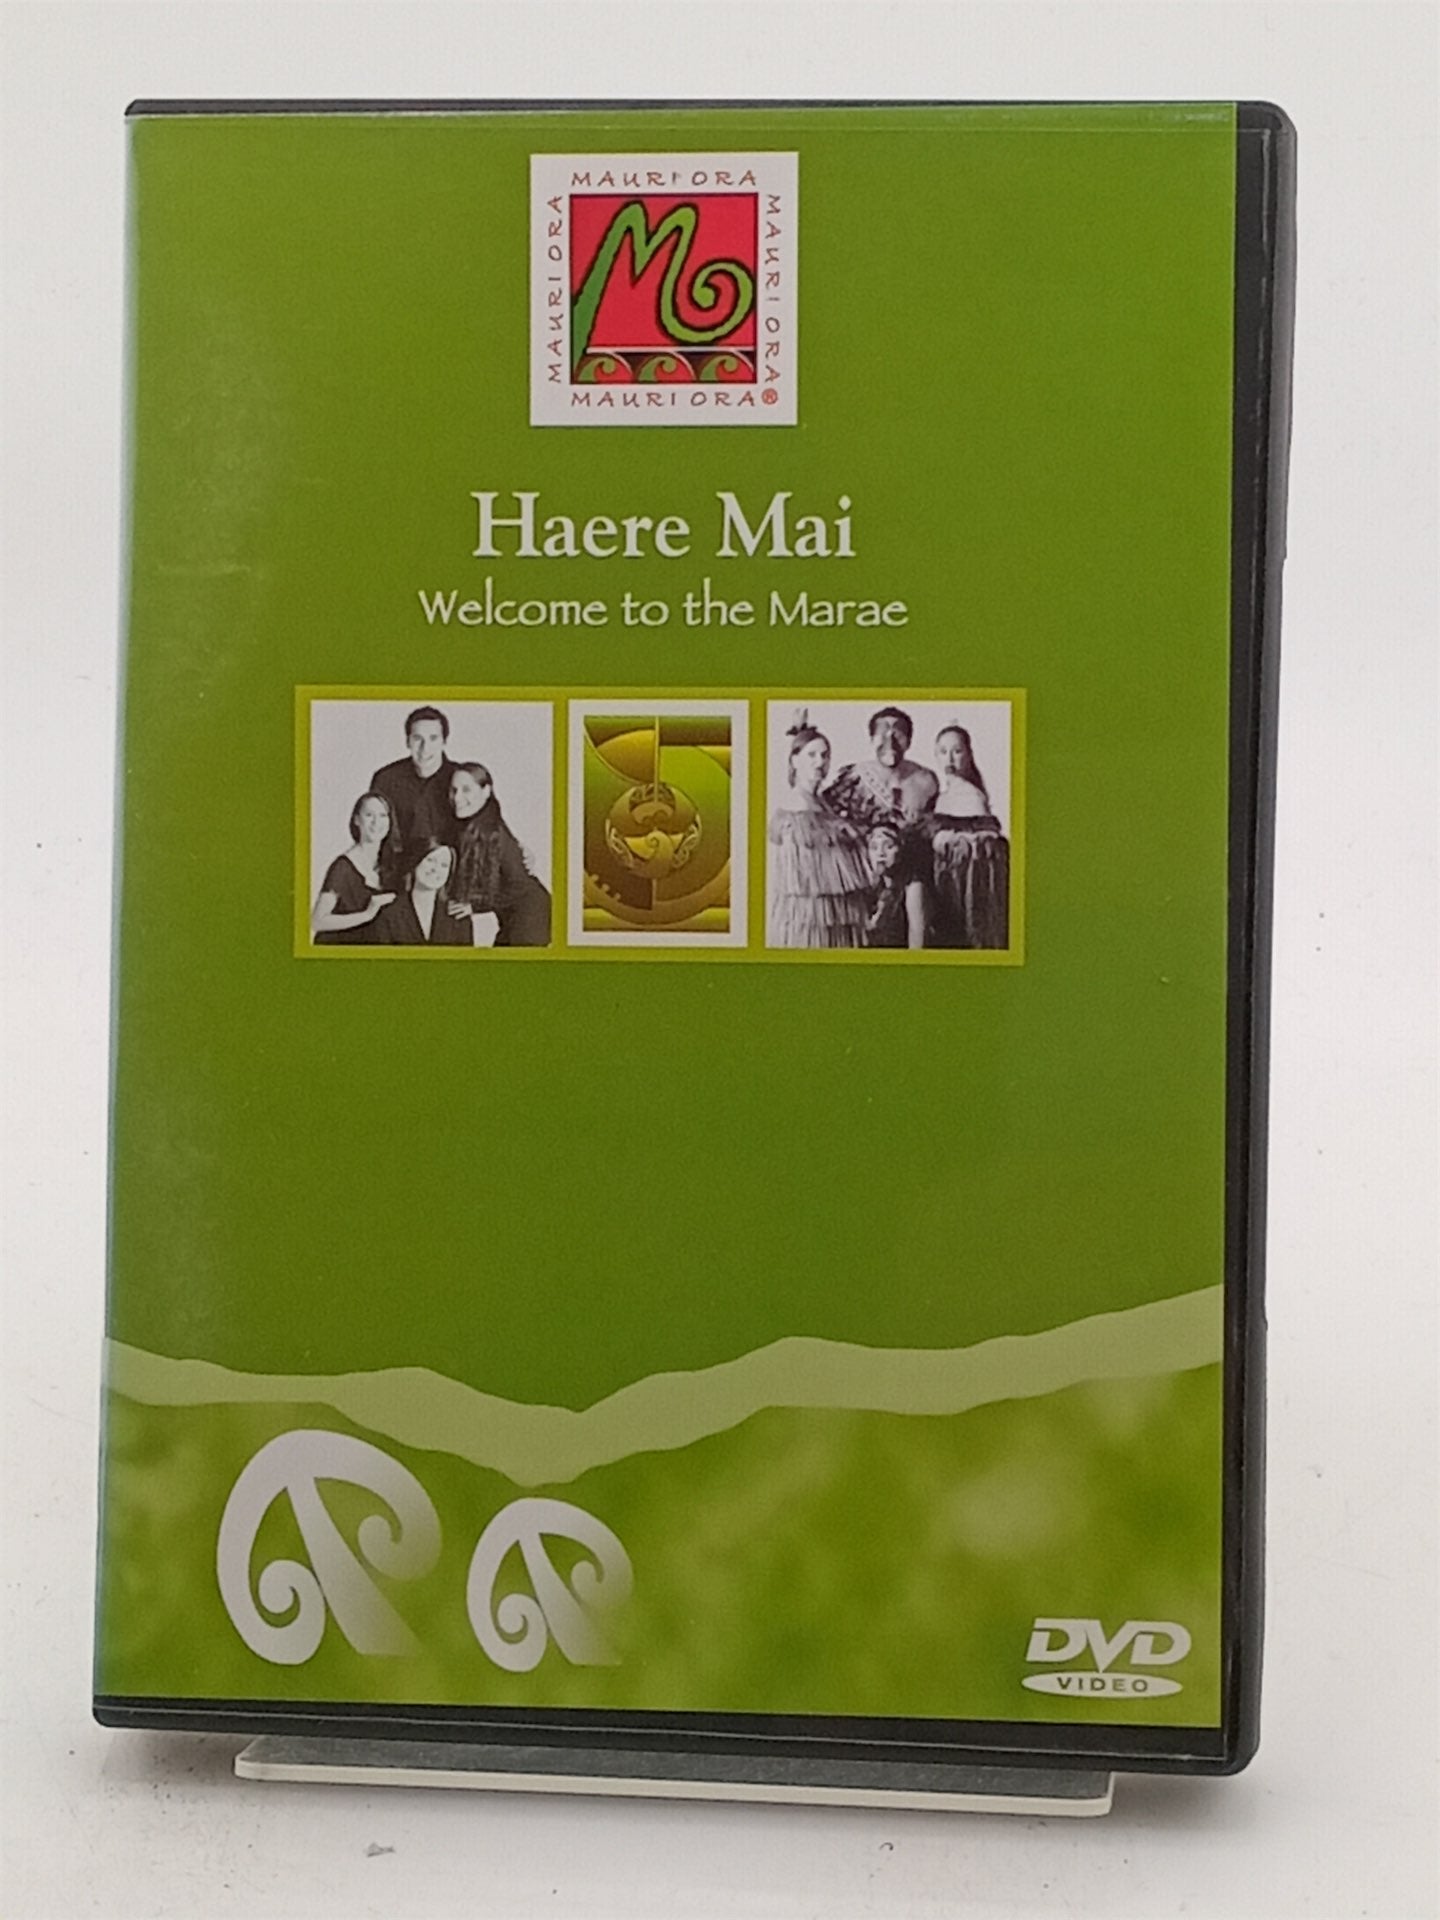 MAURI ORA
MAURI ORA
MAURI ORA
MAURI ORA®
Haere Mai
Welcome to the Marae
DVD
VIDEO